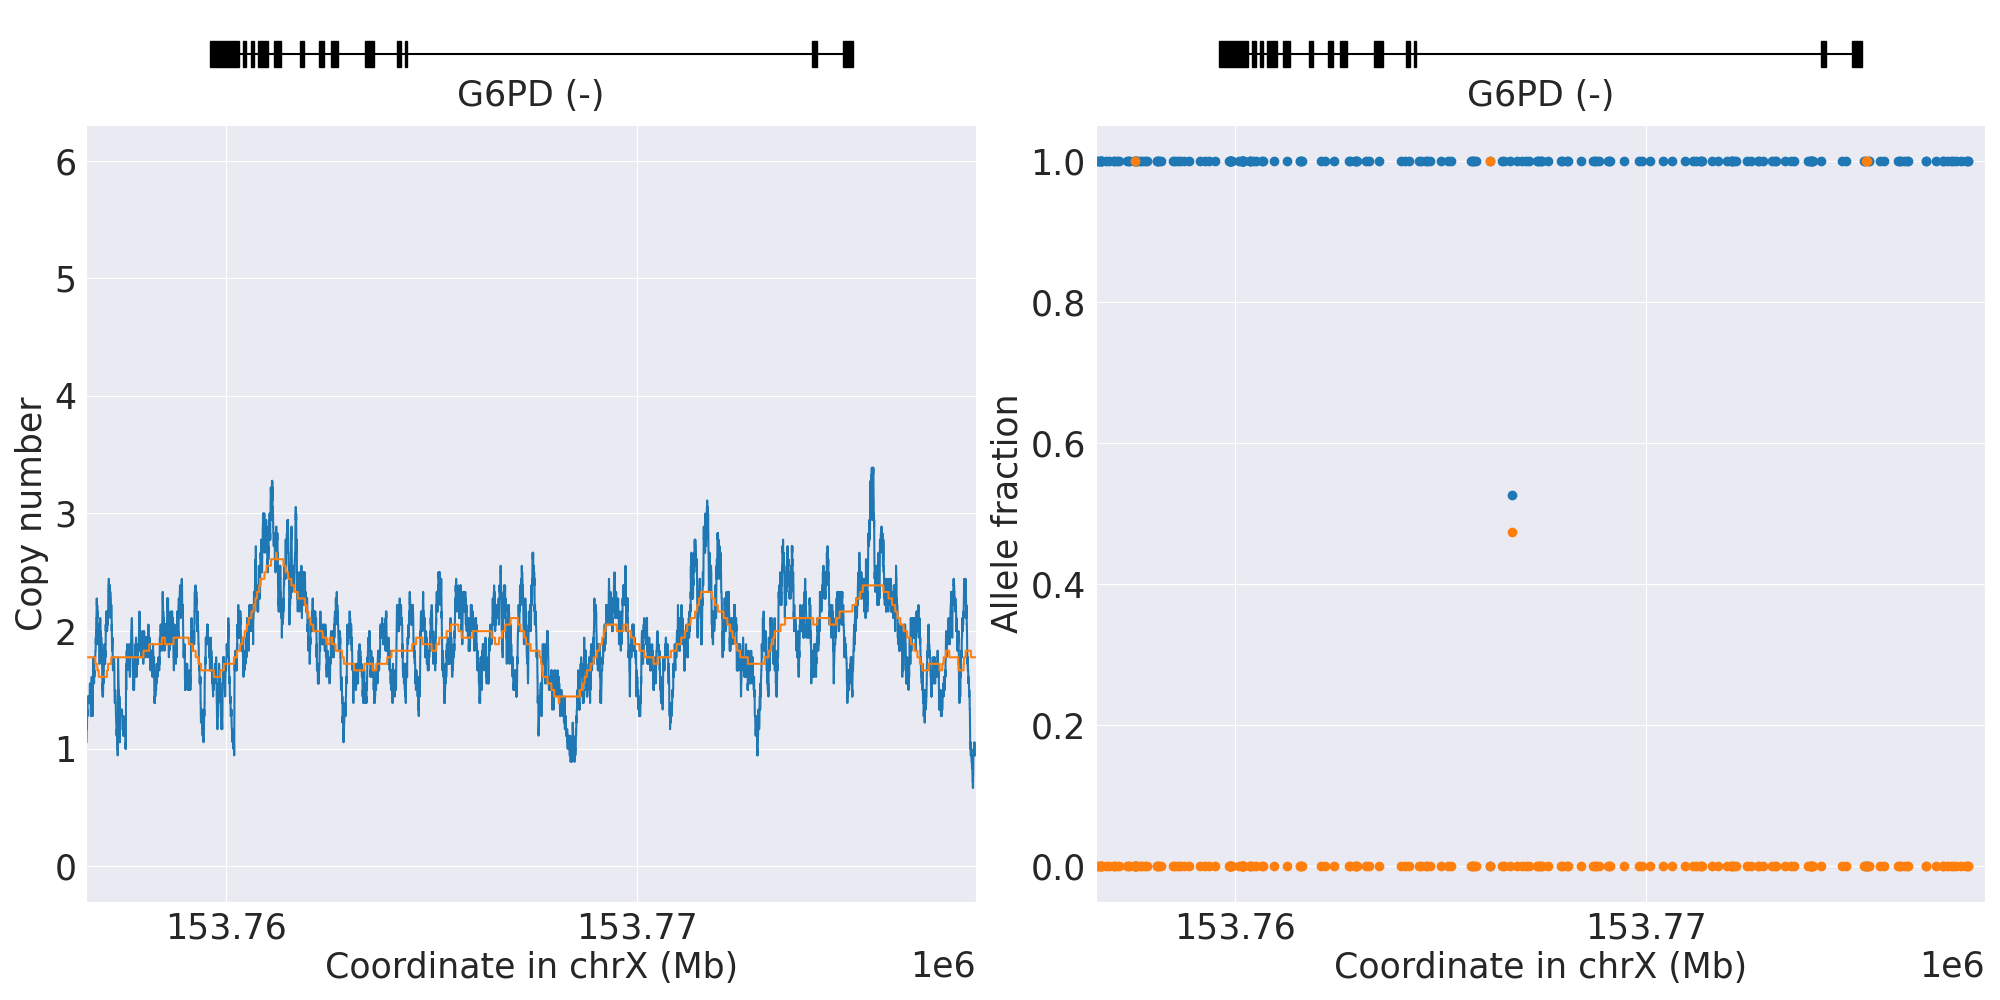 G6PD (-)
6
5
4
3
2
1
0
Copy number
153.76
153.77
Coordinate in chrX (Mb)
1e6
G6PD (-)
1.0
0.8
0.6
0.4
0.2
0.0
Allele fraction
153.76
153.77
Coordinate in chrX (Mb)
1e6